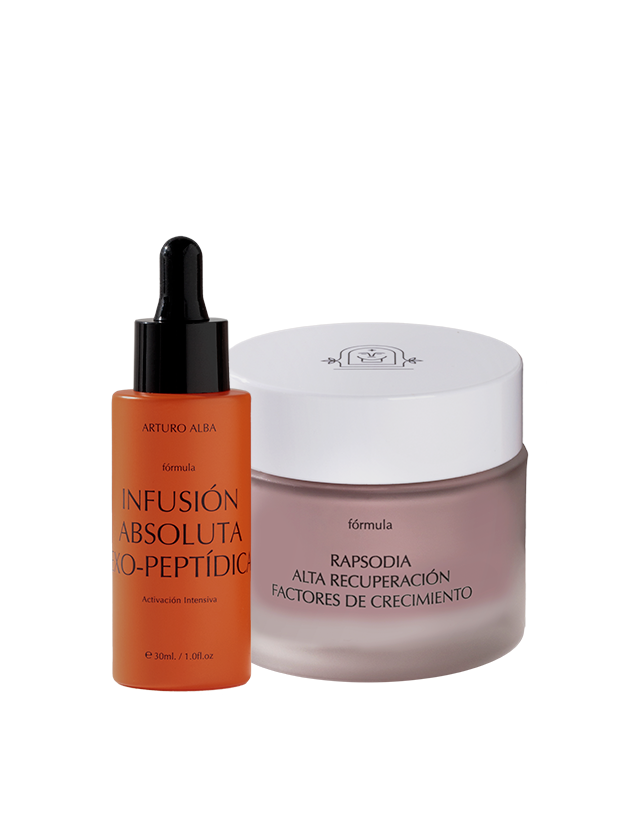 ARTURO ALBA
fórmula
INFUSIÓN
ABSOLUTA
EXO-PEPTÍDICA
Activación Intensiva
℮ 30ml. / 1.0fl.oz
fórmula
RAPSODIA
ALTA RECUPERACIÓN
FACTORES DE CRECIMIENTO